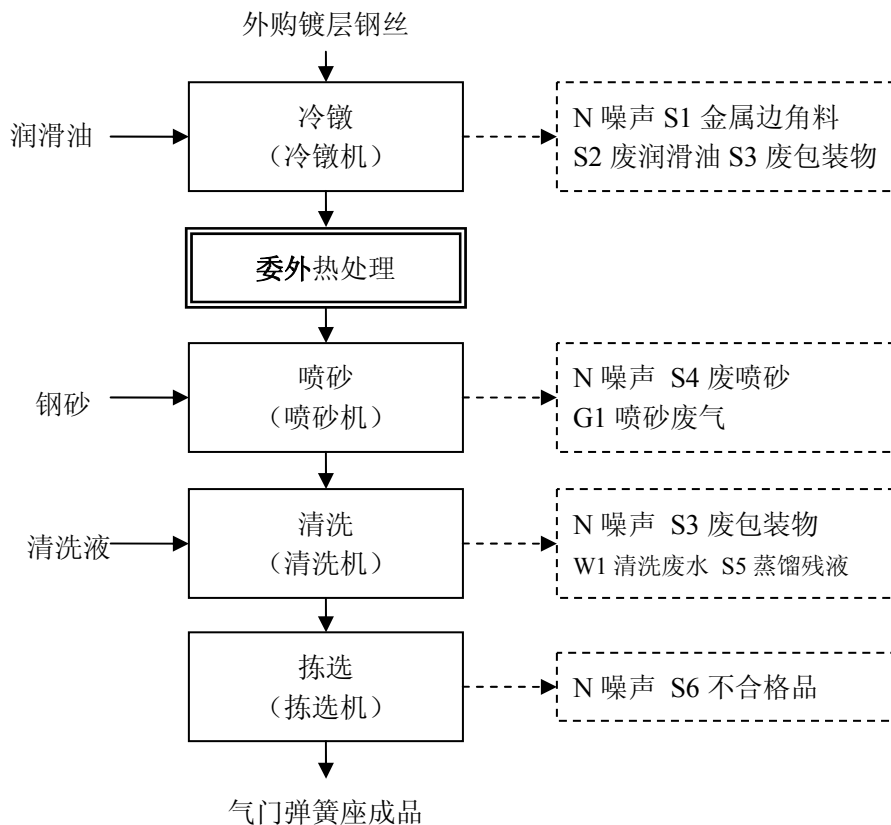 外购镀层钢丝
润滑油
冷镦
（冷镦机）
N 噪声 S1 金属边角料
S2 废润滑油 S3 废包装物
委外热处理
钢砂
喷砂
（喷砂机）
N 噪声 S4 废喷砂
G1 喷砂废气
清洗液
清洗
（清洗机）
N 噪声 S3 废包装物
W1 清洗废水 S5 蒸馏残液
拣选
（拣选机）
N 噪声 S6 不合格品
气门弹簧座成品